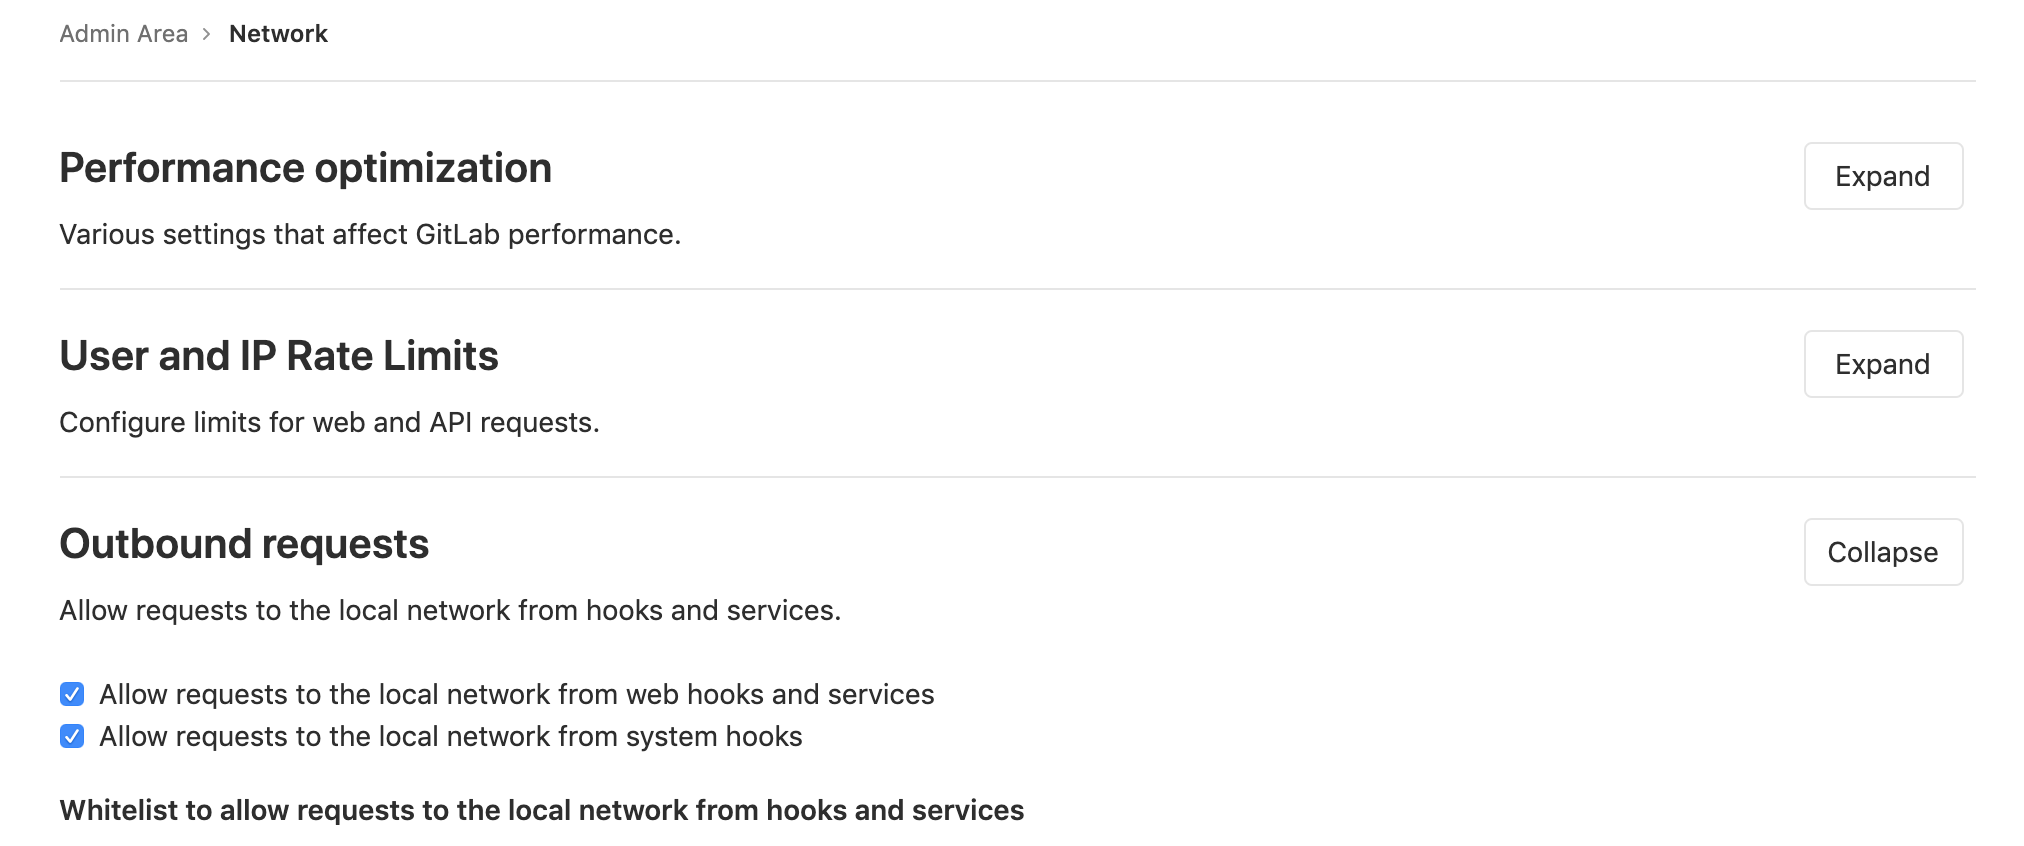 Admin Area > Network
Performance optimization
Expand
Various settings that affect GitLab performance.
User and IP Rate Limits
Expand
Configure limits for web and API requests.
Outbound requests
Collapse
Allow requests to the local network from hooks and services.
Allow requests to the local network from web hooks and services
Allow requests to the local network from system hooks
Whitelist to allow requests to the local network from hooks and services